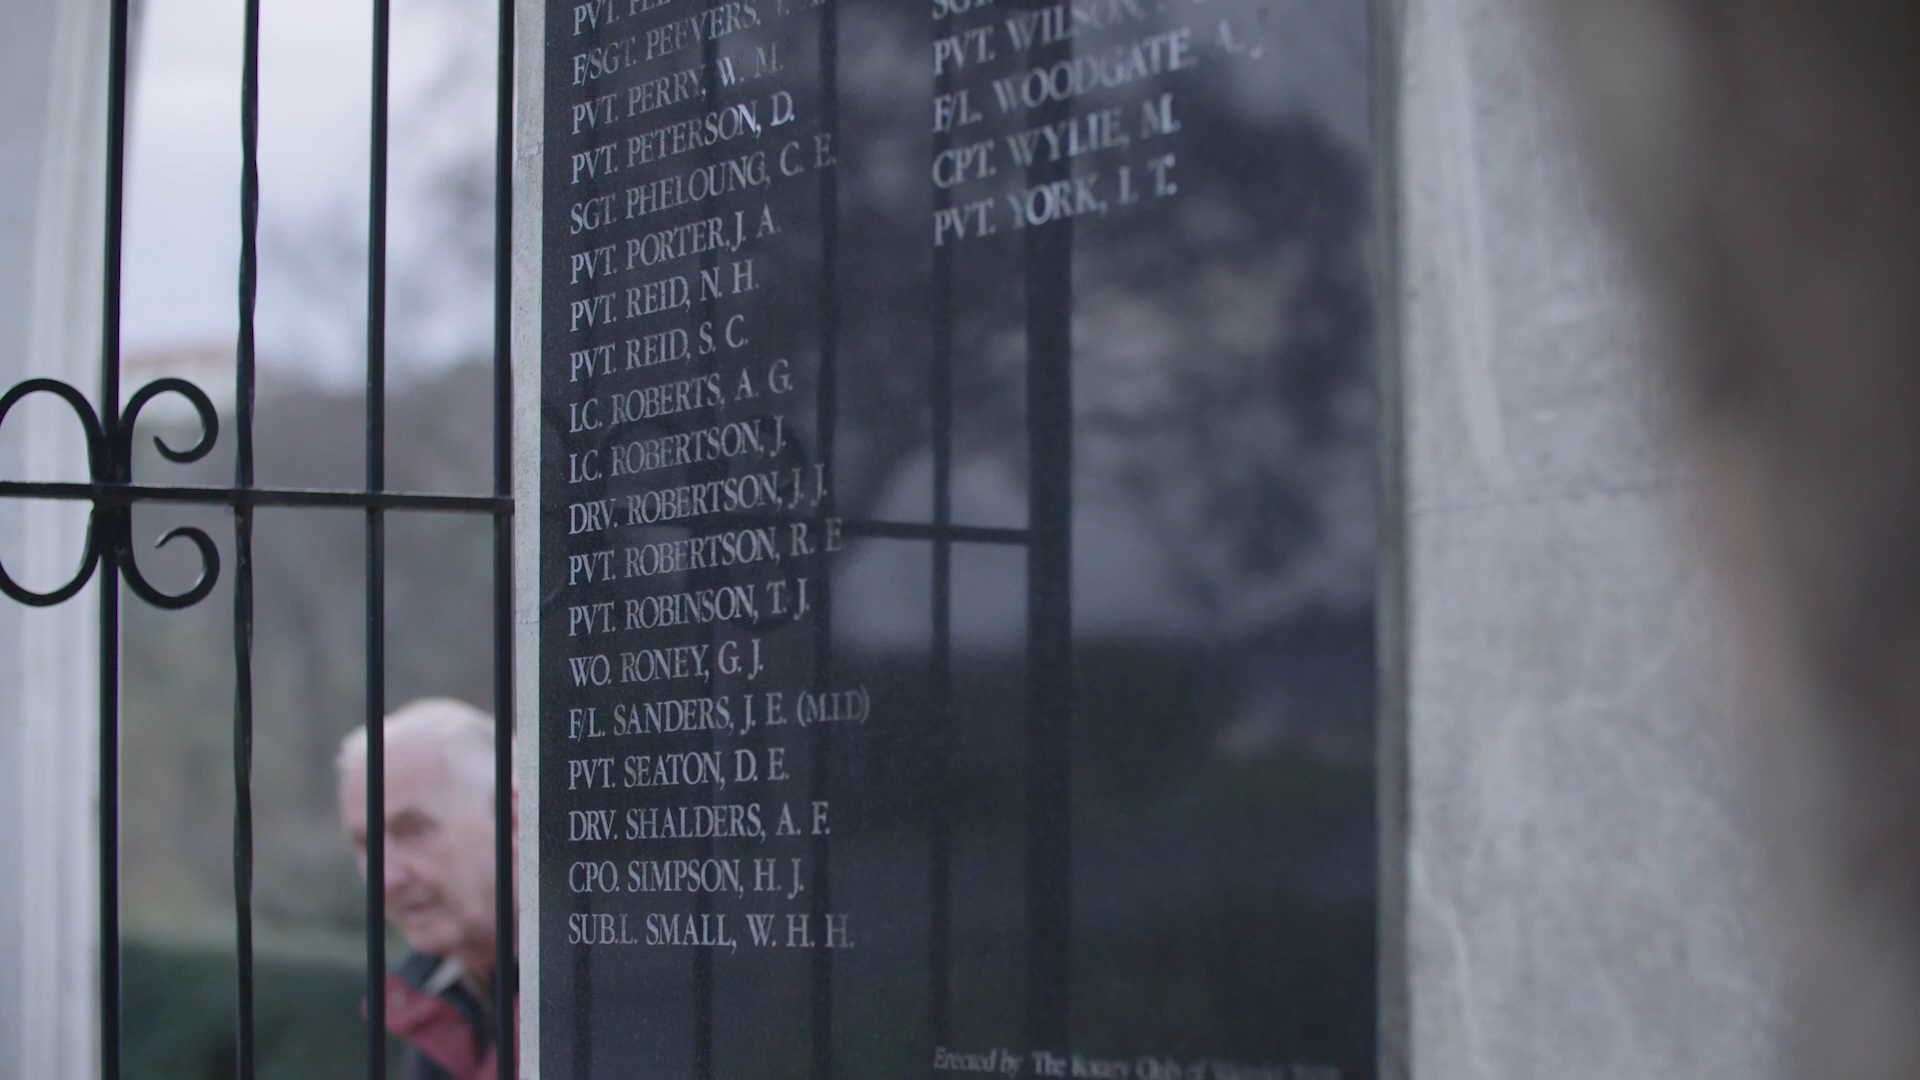 PVT.
F/SGT. PEEVERS,
PVT. PERRY, W. M.
PVT. PETERSON, D.
SGT. PHELOUNG, C. E.
PVT. PORTER, J. A.
PVT. REID, N. H.
PVT. REID, S. C.
LC. ROBERTS, A. G.
LC. ROBERTSON, J.
DRV. ROBERTSON, J. J.
PVT. ROBERTSON, R. E
PVT. ROBINSON, T. J.
WO. RONEY, G. J.
F/L. SANDERS, J. E. (M.I.D)
PVT. SEATON, D. E.
DRV. SHALDERS, A. F.
CPO. SIMPSON, H. J.
SUB.L. SMALL, W. H. H.
SGT.
PVT. WILSON,
F/L. WOODGATE, A.
CPT. WYLIE, M.
PVT. YORK, I. T.
Erected by The Rotary Club of